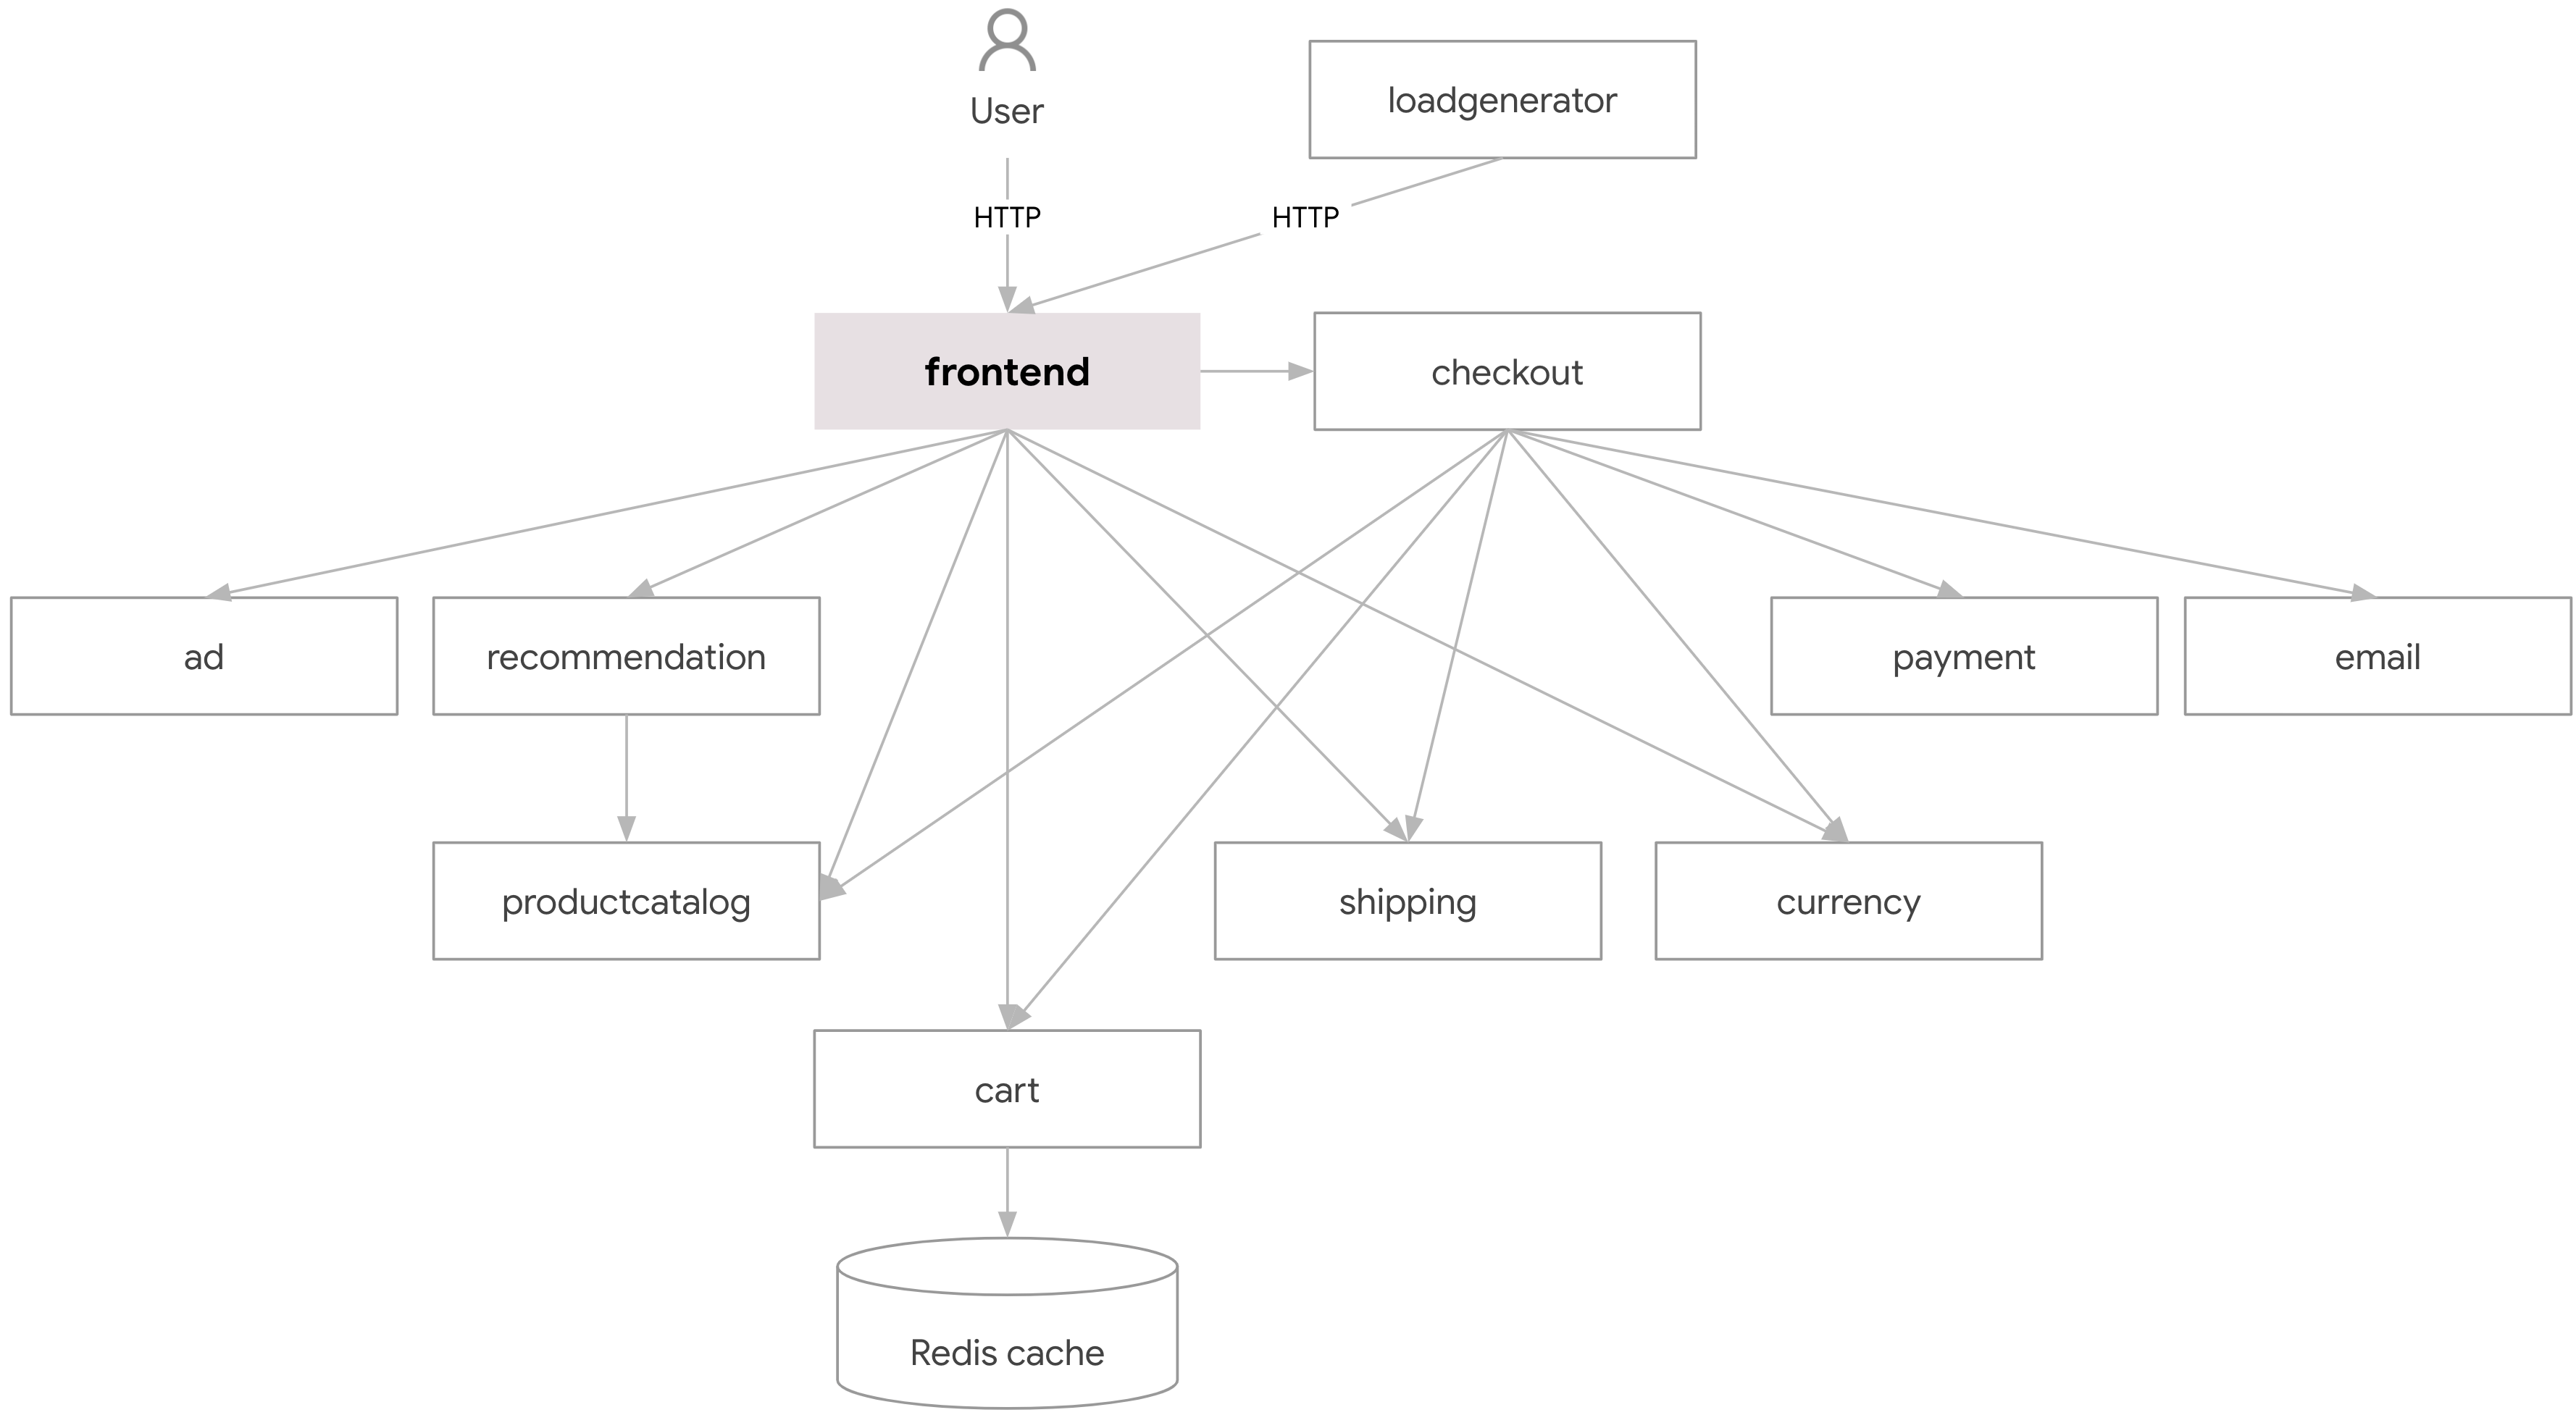 User
loadgenerator
HTTP
HTTP
frontend
checkout
ad
recommendation
payment
email
productcatalog
shipping
currency
cart
Redis cache